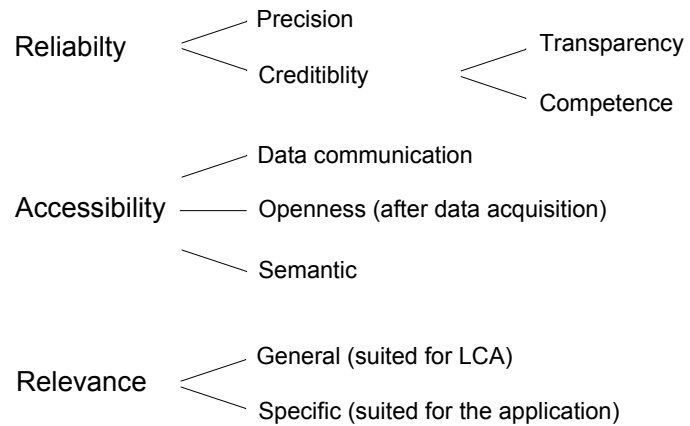 Precision
Reliabilty
Creditiblity
Transparency
Competence
Data communication
Accessibility
Openness (after data acquisition)
Semantic
General (suited for LCA)
Relevance
Specific (suited for the application)